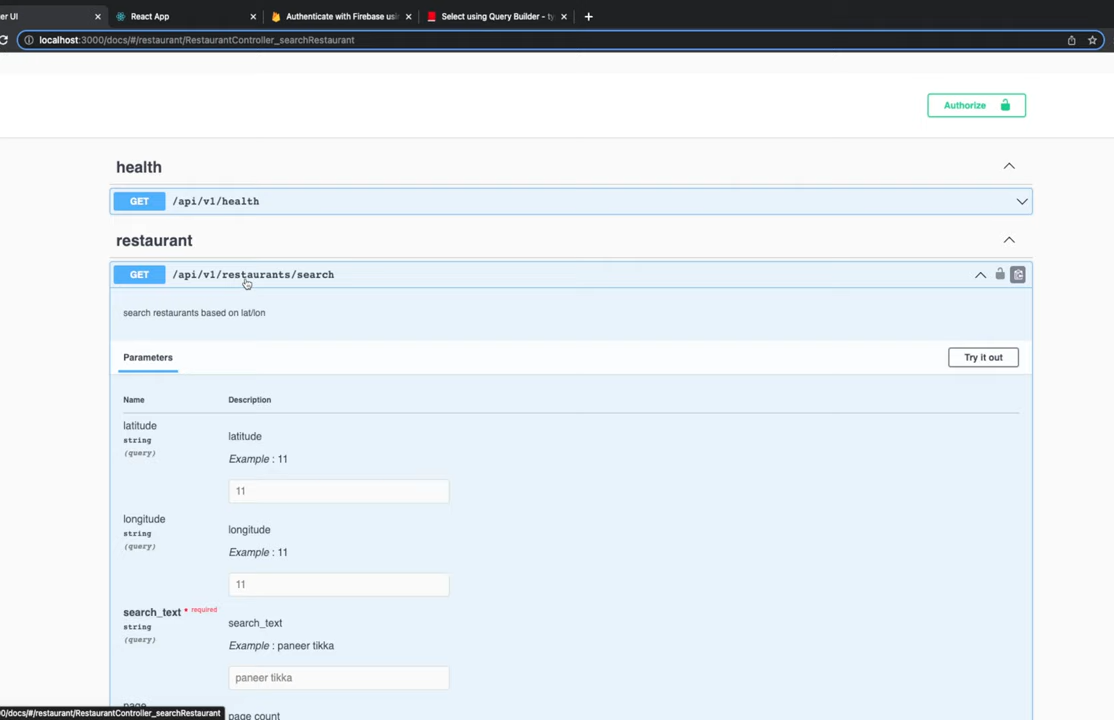 er UI
React App
Authenticate with Firebase usi
Select using Query Builder - ty
localhost:3000/docs/#/restaurant/RestaurantController_searchRestaurant
Authorize
health
GET /api/v1/health
restaurant
GET /api/v1/restaurants/search
search restaurants based on lat/lon
Parameters
Try it out
Name
Description
latitude
string
(query)
latitude
Example : 11
11
longitude
string
(query)
longitude
Example : 11
11
search_text * required
string
(query)
search_text
Example : paneer tikka
paneer tikka
page
page count
00/docs/#/restaurant/RestaurantController_searchRestaurant